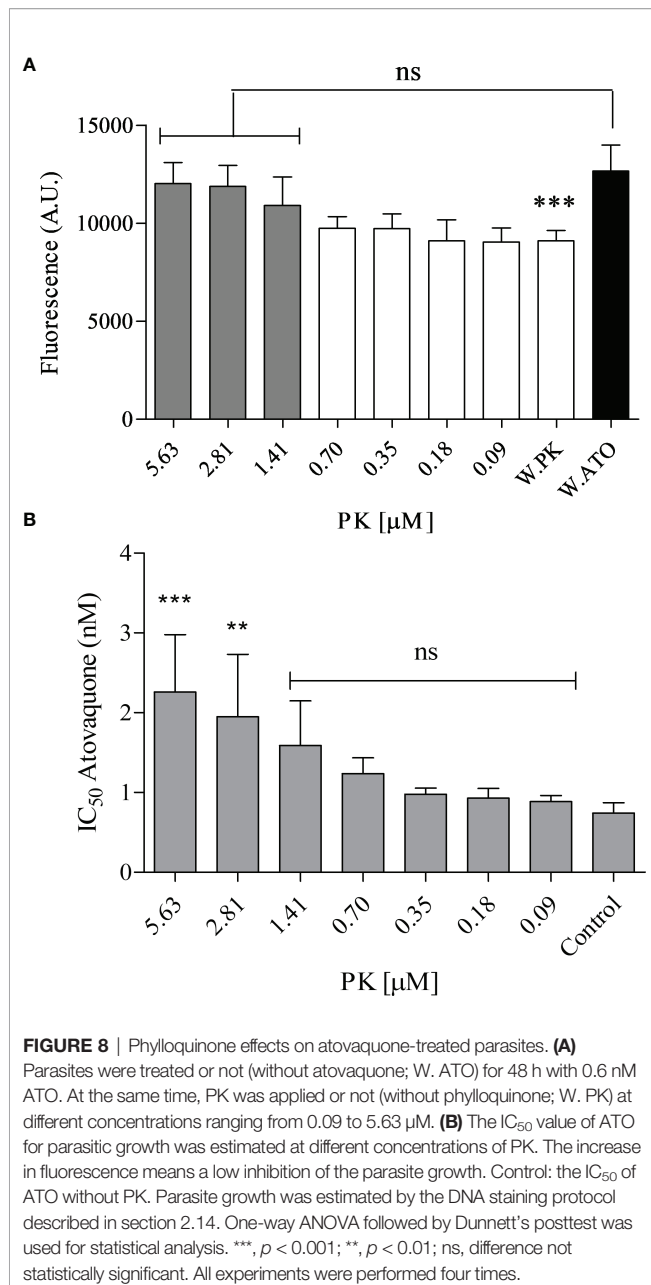 A
ns
***
Fluorescence (A.U.)
15000
10000
5000
0
5.63
2.81
1.41
0.70
0.35
0.18
0.09
W.PK
W.ATO
PK [μM]
B
IC50 Atovaquone (nM)
4
3
2
1
0
***
**
ns
5.63
2.81
1.41
0.70
0.35
0.18
0.09
Control
PK [μM]
FIGURE 8 | Phylloquinone effects on atovaquone-treated parasites. (A)
Parasites were treated or not (without atovaquone; W. ATO) for 48 h with 0.6 nM
ATO. At the same time, PK was applied or not (without phylloquinone; W. PK) at
different concentrations ranging from 0.09 to 5.63 μM. (B) The IC50 value of ATO
for parasitic growth was estimated at different concentrations of PK. The increase
in fluorescence means a low inhibition of the parasite growth. Control: the IC50 of
ATO without PK. Parasite growth was estimated by the DNA staining protocol
described in section 2.14. One-way ANOVA followed by Dunnett’s posttest was
used for statistical analysis. ***, p < 0.001; **, p < 0.01; ns, difference not
statistically significant. All experiments were performed four times.